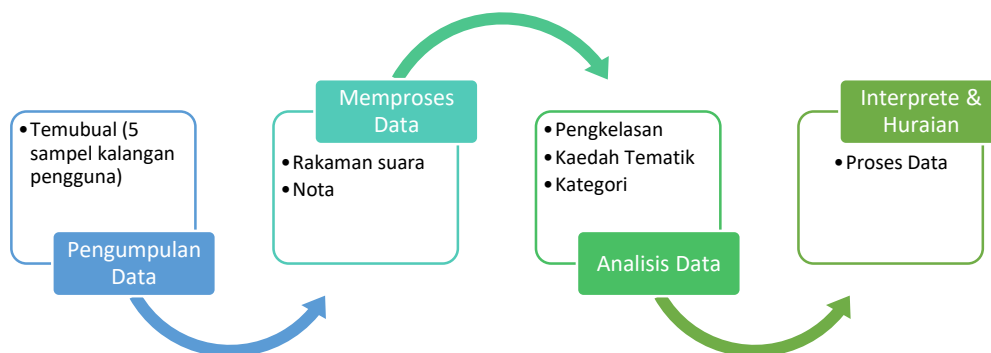 • Temubual (5
sampel kalangan
pengguna)
Pengumpulan
Data
Memproses
Data
• Rakaman suara
• Nota
• Pengkelasan
• Kaedah Tematik
• Kategori
Analisis Data
Interprete &
Huraian
• Proses Data